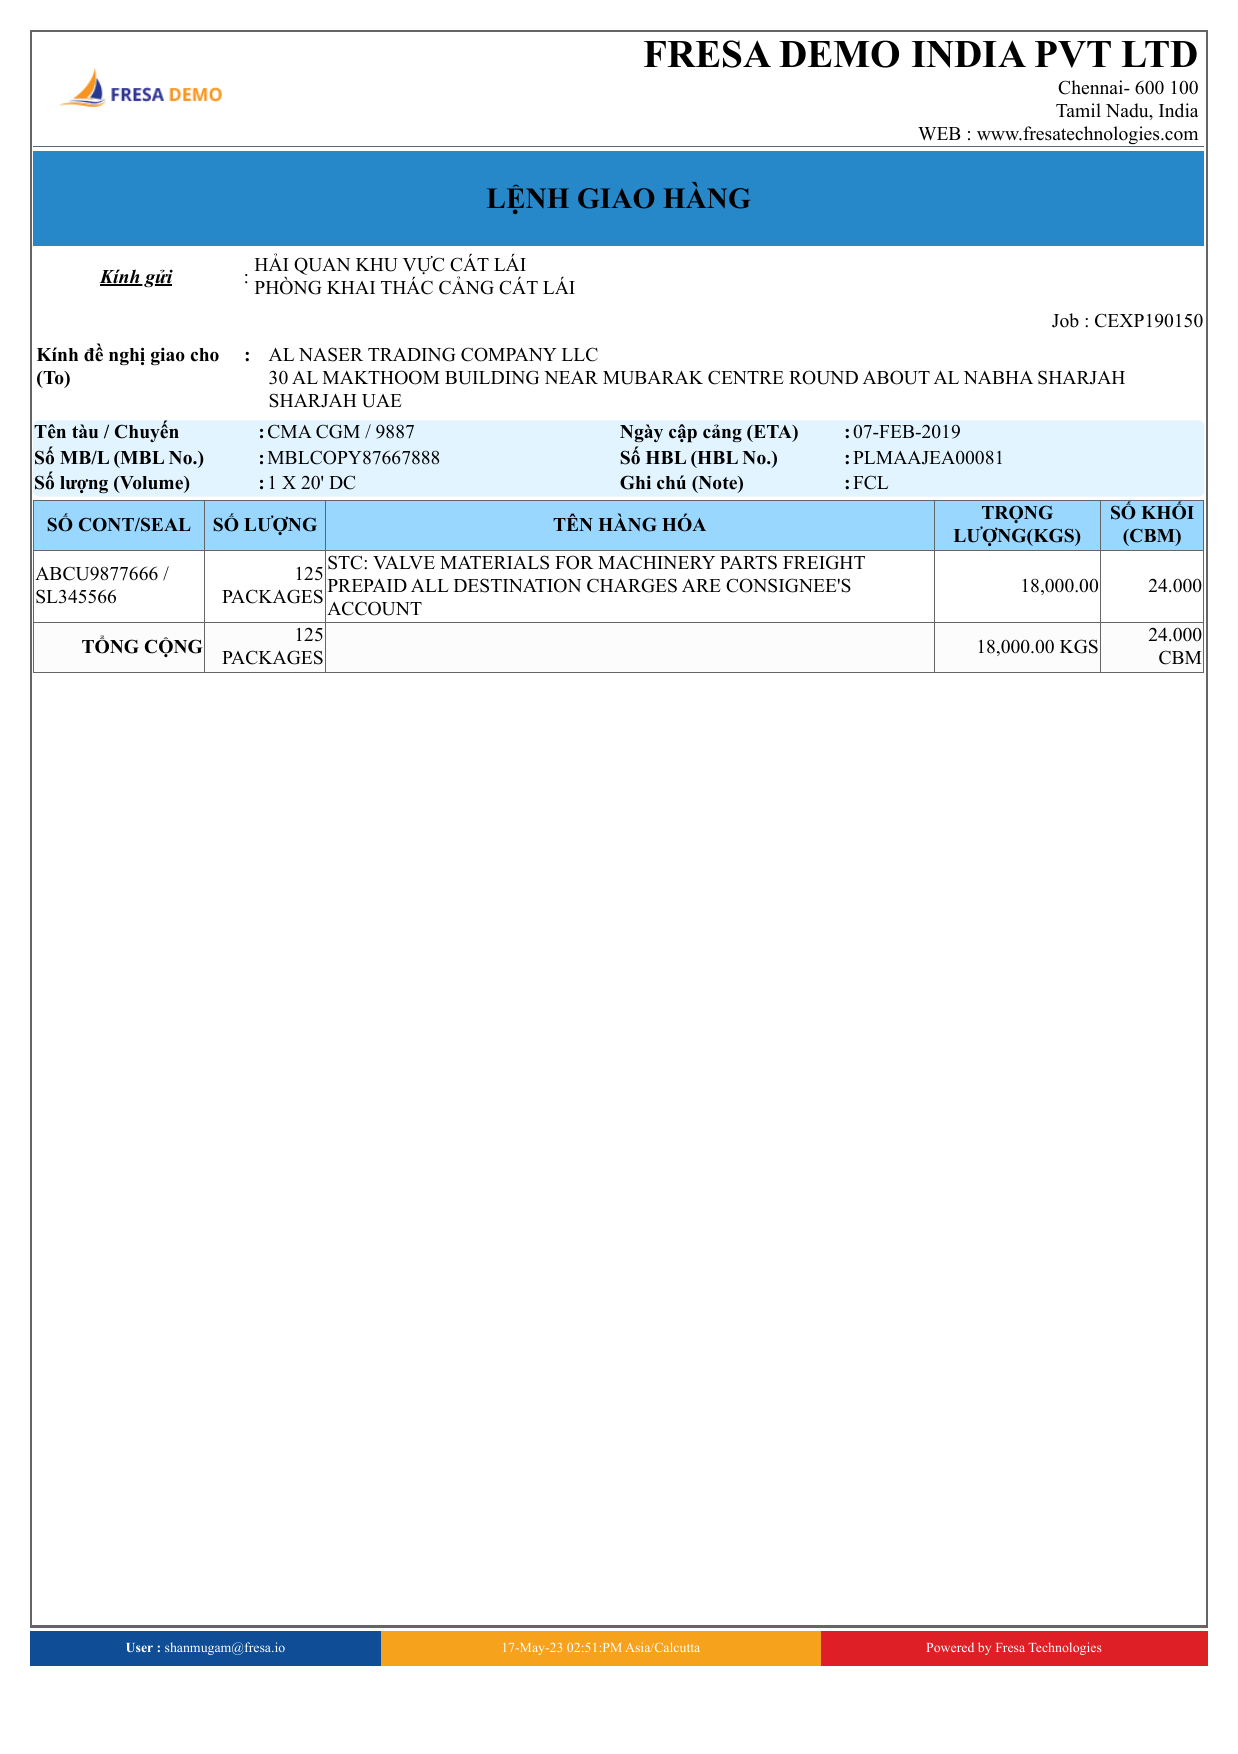 FRESA DEMO
FRESA DEMO INDIA PVT LTD
Chennai- 600 100
Tamil Nadu, India
WEB : www.fresatechnologies.com
LỆNH GIAO HÀNG
Kính gửi : HẢI QUAN KHU VỰC CÁT LÁI
PHÒNG KHAI THÁC CẢNG CÁT LÁI
Job : CEXP190150
Kính đề nghị giao cho : AL NASER TRADING COMPANY LLC
(To) 30 AL MAKTHOOM BUILDING NEAR MUBARAK CENTRE ROUND ABOUT AL NABHA SHARJAH
SHARJAH UAE
Tên tàu / Chuyến : CMA CGM / 9887 Ngày cập cảng (ETA) : 07-FEB-2019
Số MB/L (MBL No.) : MBLCOPY87667888 Số HBL (HBL No.) : PLMAAJEA00081
Số lượng (Volume) : 1 X 20' DC Ghi chú (Note) : FCL
SỐ CONT/SEAL SỐ LƯỢNG TÊN HÀNG HÓA TRỌNG LƯỢNG(KGS) SỐ KHỐI (CBM)
ABCU9877666 / SL345566 125 PACKAGES STC: VALVE MATERIALS FOR MACHINERY PARTS FREIGHT
PREPAID ALL DESTINATION CHARGES ARE CONSIGNEE'S
ACCOUNT 18,000.00 24.000
TỔNG CỘNG 125 PACKAGES 18,000.00 KGS 24.000 CBM
User : shanmugam@fresa.io 17-May-23 02:51:PM Asia/Calcutta Powered by Fresa Technologies